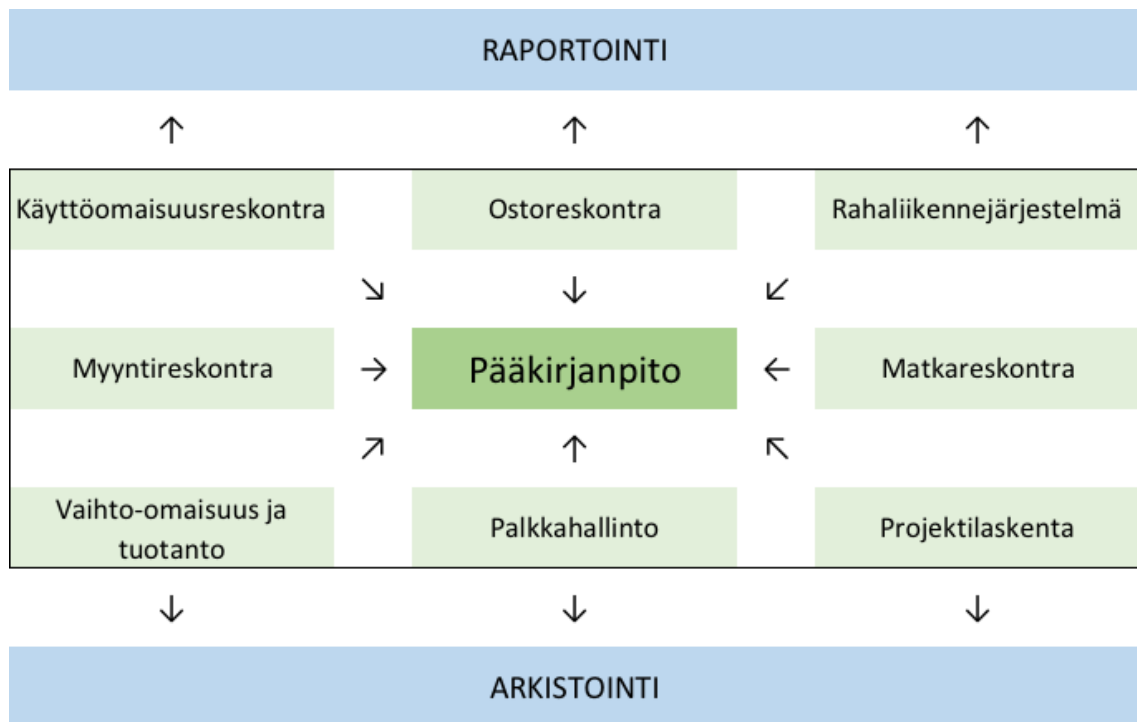 RAPORTOINTI
↑ ↑ ↑
Käyttöomaisuusreskontra Ostoreskontra Rahaliikennejärjestelmä
↘ ↓ ↙
Myyntireskontra → Pääkirjanpito ← Matkareskontra
↗ ↑ ↖
Vaihto-omaisuus ja
tuotanto Palkkahallinto Projektilaskenta
↓ ↓ ↓
ARKISTOINTI